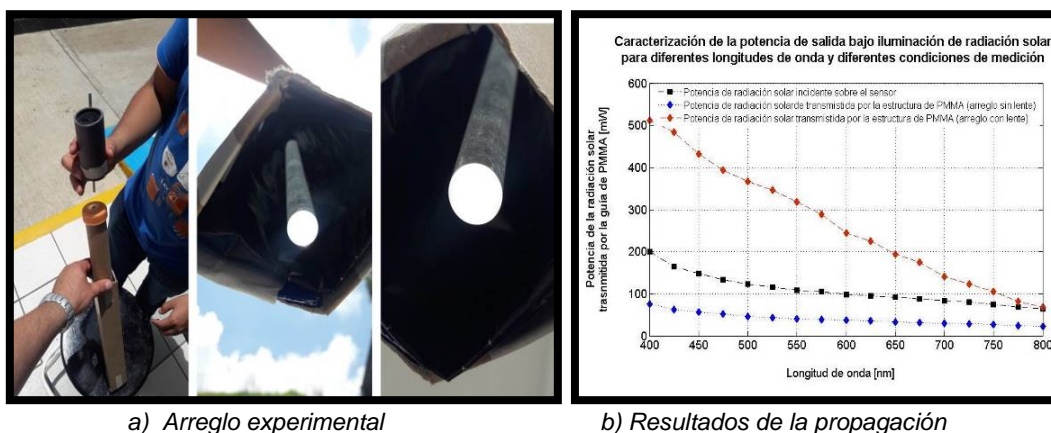 Caracterización de la potencia de salida bajo iluminación de radiación solar
para diferentes longitudes de onda y diferentes condiciones de medición
Potencia de la radiación solar
trasnmitida por la guía de PMMA [mW]
600
500
400
300
200
100
0
Potencia de radiación solar incidente sobre el sensor
Potencia de radiación solarde transmitida por la estructura de PMMA (arreglo sin lente)
Potencia de radiación solar transmitida por la estructura de PMMA (arreglo con lente)
400 450 500 550 600 650 700 750 800
Longitud de onda [nm]
a) Arreglo experimental
b) Resultados de la propagación